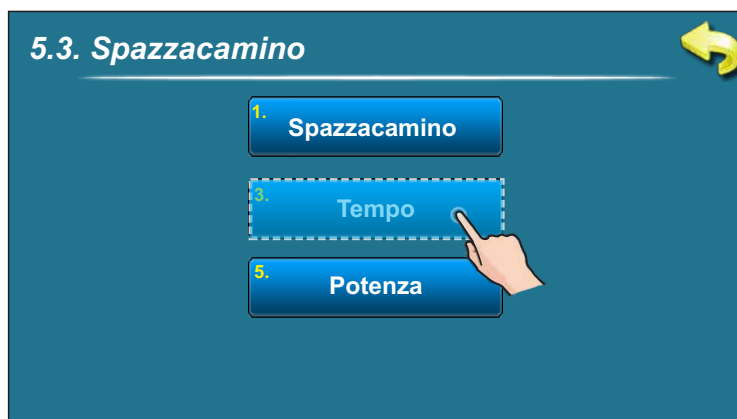 5.3. Spazzacamino
1. Spazzacamino
3. Tempo
5. Potenza